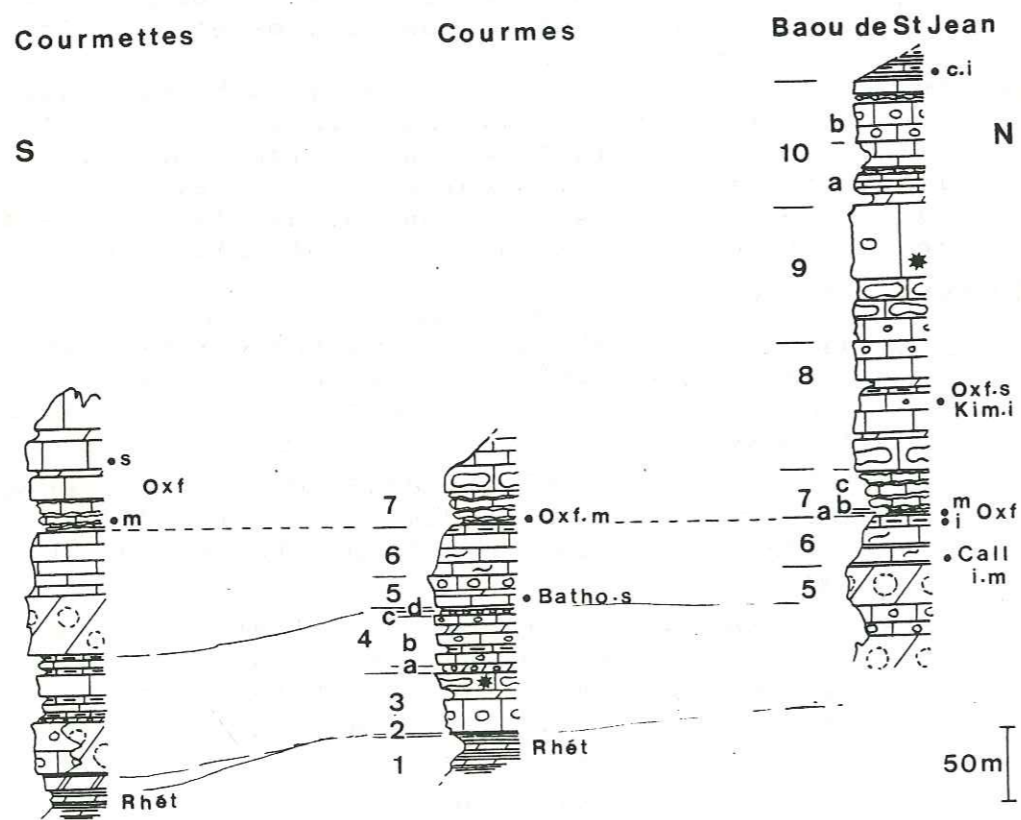 Courmettes
Courmes
Baou de St Jean
S
N
c.i
b
10
a
9
8
Oxf.s
Kim.i
s
Oxf
m
7
Oxf.m
6
5
Batho.s
d
c
4
b
a
3
2
1
Rhét
Rhét
c
7
b
a
m
i
Oxf
6
Call
i.m
5
50m